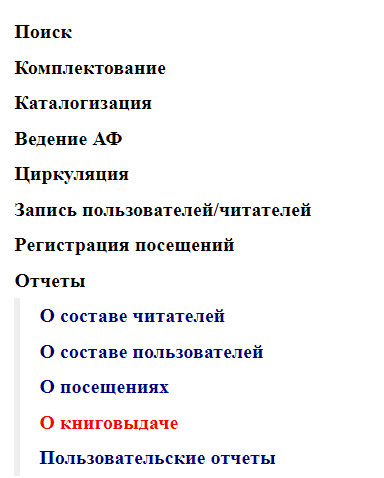 Поиск
Комплектование
Каталогизация
Ведение АФ
Циркуляция
Запись пользователей/читателей
Регистрация посещений
Отчеты
О составе читателей
О составе пользователей
О посещениях
О книговыдаче
Пользовательские отчеты